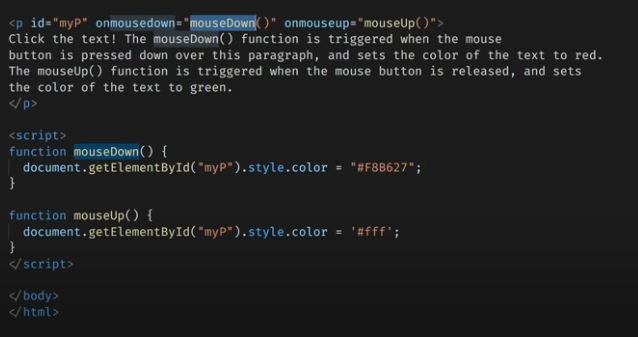 <p id="myP" onmousedown="mouseDown()" onmouseup="mouseUp()">
Click the text! The mouseDown() function is triggered when the mouse
button is pressed down over this paragraph, and sets the color of the text to red.
The mouseUp() function is triggered when the mouse button is released, and sets
the color of the text to green.
</p>
<script>
function mouseDown() {
document.getElementById("myP").style.color = "#F8B627";
}
function mouseUp() {
document.getElementById("myP").style.color = '#fff';
}
</script>
</body>
</html>